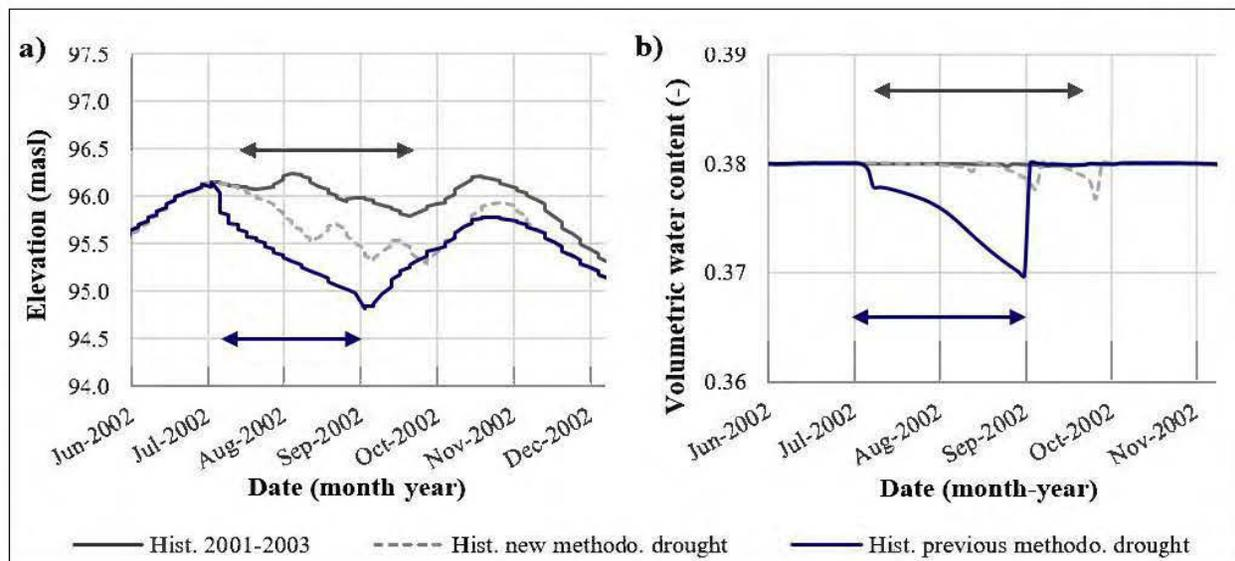 a)
97.5
97.0
96.5
96.0
95.5
95.0
94.5
94.0
Elevation (masl)
Jun-2002
Jul-2002
Aug-2002
Sep-2002
Oct-2002
Nov-2002
Dec-2002
Date (month year)
b)
0.39
0.38
0.37
0.36
Volumetric water content (-)
Jun-2002
Jul-2002
Aug-2002
Sep-2002
Oct-2002
Nov-2002
Date (month-year)
Hist. 2001-2003
Hist. new methodo. drought
Hist. previous methodo. drought